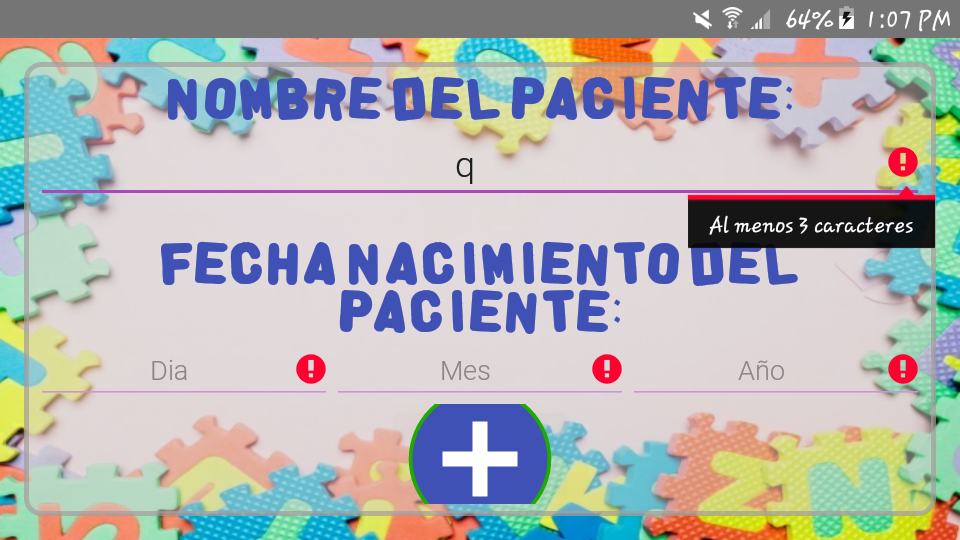 64% 1:07 PM
NOMBRE DEL PACIENTE:
q
Al menos 3 caracteres
FECHA NACIMIENTO DEL
PACIENTE:
Dia Mes Año